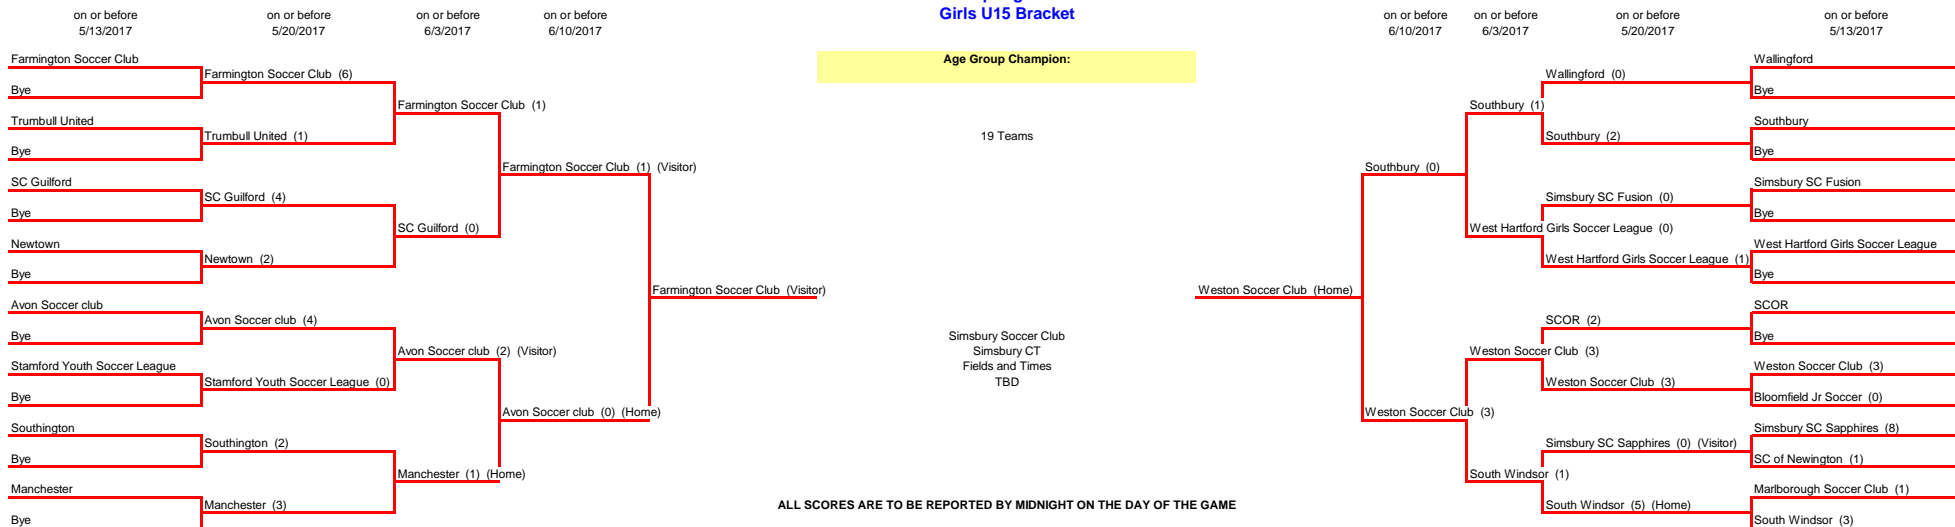 Girls U15 Bracket
on or before
5/13/2017
on or before
5/20/2017
on or before
6/3/2017
on or before
6/10/2017
on or before
6/10/2017
on or before
6/3/2017
on or before
5/20/2017
on or before
5/13/2017
Farmington Soccer Club
Bye
Trumbull United
Bye
SC Guilford
Bye
Newtown
Bye
Avon Soccer club
Bye
Stamford Youth Soccer League
Bye
Southington
Bye
Manchester
Bye
Farmington Soccer Club (6)
Trumbull United (1)
SC Guilford (4)
Newtown (2)
Avon Soccer club (4)
Stamford Youth Soccer League (0)
Southington (2)
Manchester (3)
Farmington Soccer Club (1)
SC Guilford (0)
Avon Soccer club (2) (Visitor)
Manchester (1) (Home)
Farmington Soccer Club (1) (Visitor)
Avon Soccer club (0) (Home)
Farmington Soccer Club (Visitor)
Age Group Champion:
19 Teams
Simsbury Soccer Club
Simsbury CT
Fields and Times
TBD
ALL SCORES ARE TO BE REPORTED BY MIDNIGHT ON THE DAY OF THE GAME
Weston Soccer Club (Home)
Southbury (0)
Weston Soccer Club (3)
Southbury (1)
West Hartford Girls Soccer League (0)
Weston Soccer Club (3)
South Windsor (1)
Wallingford (0)
Southbury (2)
Simsbury SC Fusion (0)
West Hartford Girls Soccer League (1)
SCOR (2)
Weston Soccer Club (3)
Simsbury SC Sapphires (0) (Visitor)
South Windsor (5) (Home)
Wallingford
Bye
Southbury
Bye
Simsbury SC Fusion
Bye
West Hartford Girls Soccer League
Bye
SCOR
Bye
Weston Soccer Club (3)
Bloomfield Jr Soccer (0)
Simsbury SC Sapphires (8)
SC of Newington (1)
Marlborough Soccer Club (1)
South Windsor (3)